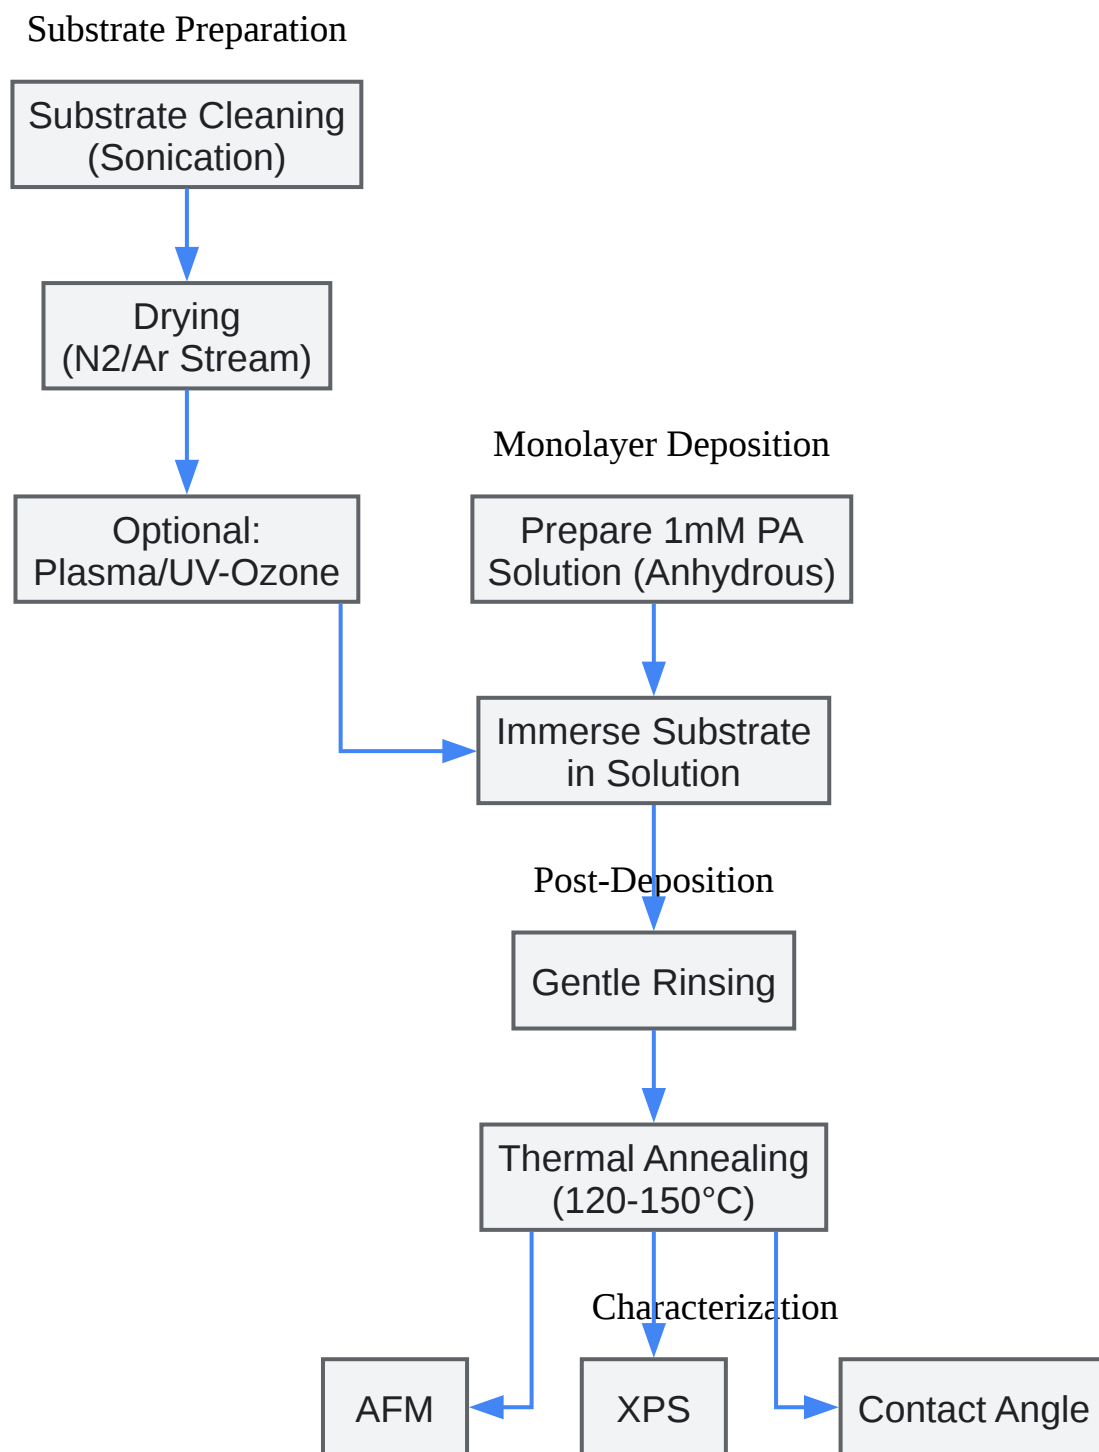 Substrate Preparation
Substrate Cleaning
(Sonication)
Drying
(N2/Ar Stream)
Optional:
Plasma/UV-Ozone
Monolayer Deposition
Prepare 1mM PA
Solution (Anhydrous)
Immerse Substrate
in Solution
Post-Deposition
Gentle Rinsing
Thermal Annealing
(120-150°C)
Characterization
AFM
XPS
Contact Angle